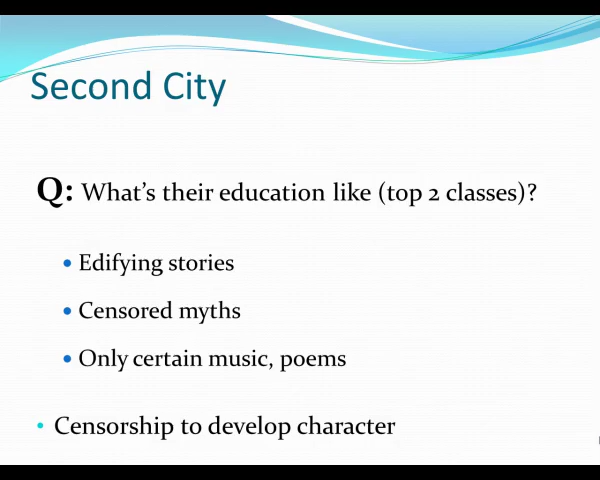 Second City
Q: What's their education like (top 2 classes)?
• Edifying stories
• Censored myths
• Only certain music, poems
• Censorship to develop character